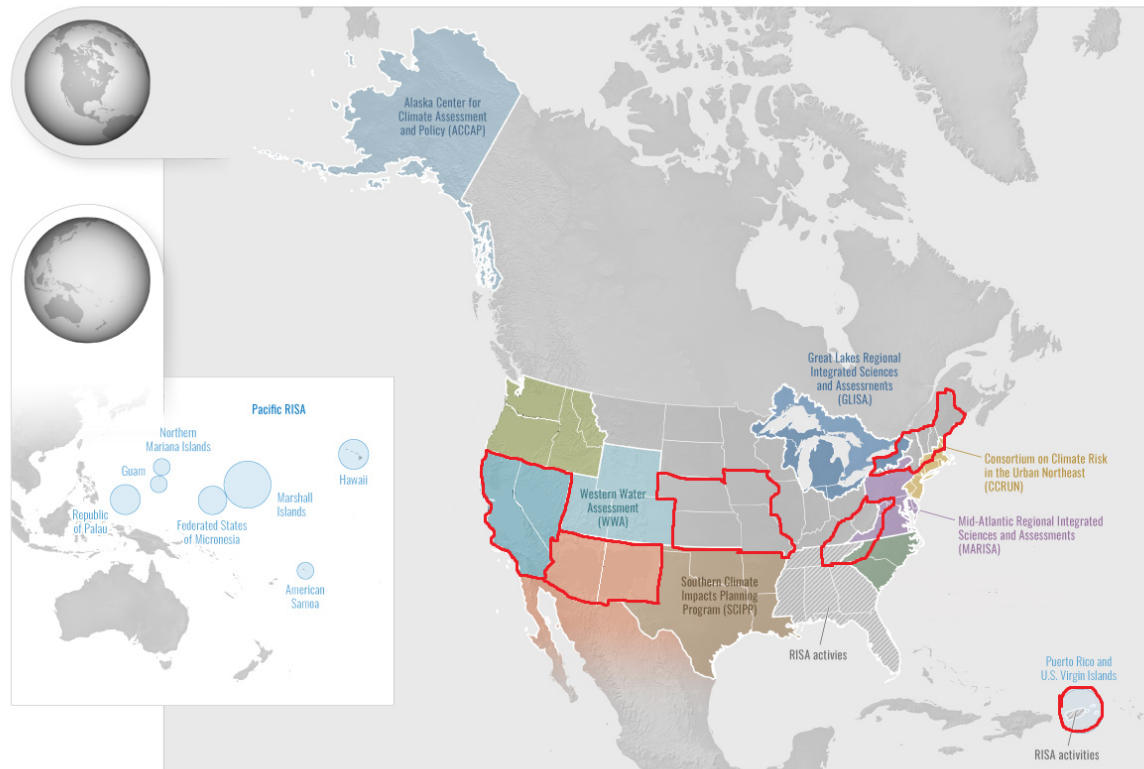 Alaska Center for
Climate Assessment
and Policy (ACCAP)
Great Lakes Regional
Integrated Sciences
and Assessments
(GLISA)
Pacific RISA
Northern
Mariana Islands
Guam
Republic
of Palau
Federated States
of Micronesia
Marshall
Islands
Hawaii
American
Samoa
Western Water
Assessment
(WWA)
Consortium on Climate Risk
in the Urban Northeast
(CCRUN)
Mid-Atlantic Regional Integrated
Sciences and Assessments
(MARISA)
Southern Climate
Impacts Planning
Program (SCIPP)
RISA activies
Puerto Rico and
U.S. Virgin Islands
RISA activities